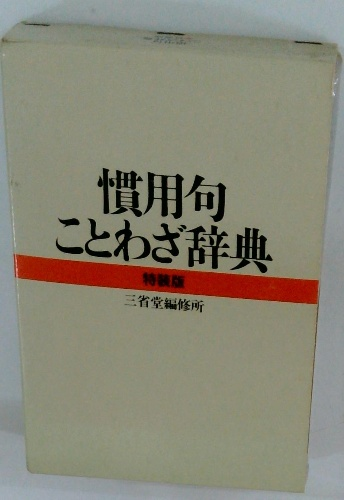 慣用句
ことわざ辞典
特装版
三省堂編修所